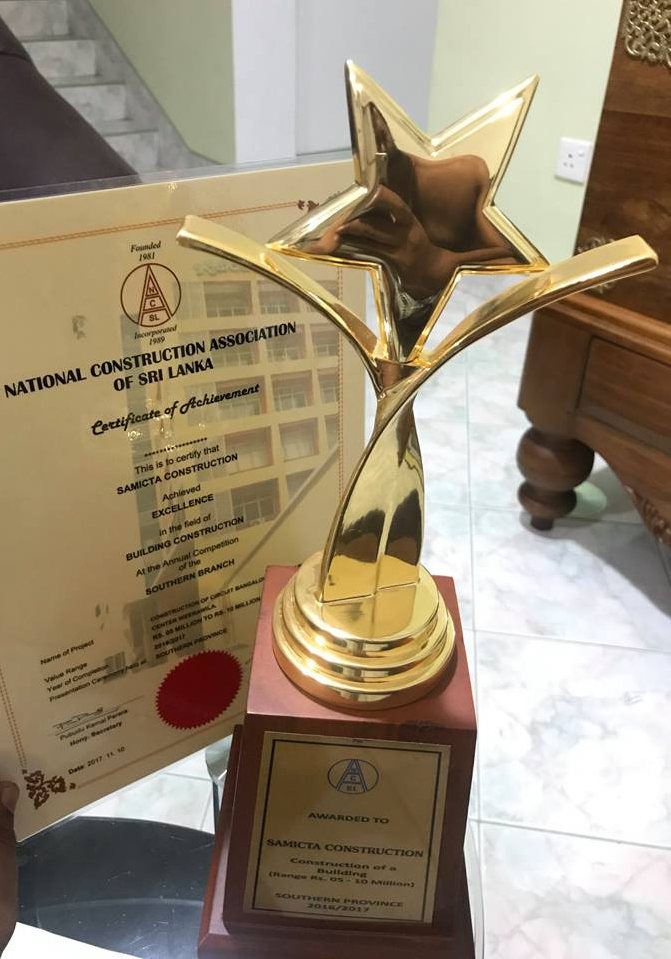 Founded
1981
N
A
C
SL
Incorporated
1989
NATIONAL CONSTRUCTION ASSOCIATION
OF SRI LANKA
Certificate of Achievement
This is to certify that
SAMICTA CONSTRUCTION
Achieved
EXCELLENCE
in the field of
BUILDING CONSTRUCTION
At the Annual Competition
of the
SOUTHERN BRANCH
Name of Project
CONSTRUCTION OF CIRCUIT
CENTER WEERAWILA
Value Range
RS. 05 MILLION TO RS. 10 MILLION
Year of Completion
2016/2017
Presentation Ceremony held at
SOUTHERN PROVINCE
Pubudu Kamal Perera
Hony: Secretary
Date: 2017. 11. 10
N
A
C
SL
AWARDED TO
SAMICTA CONSTRUCTION
Construction of a
Building
(Range Rs. 05 - 10 Million)
SOUTHERN PROVINCE
2016/2017